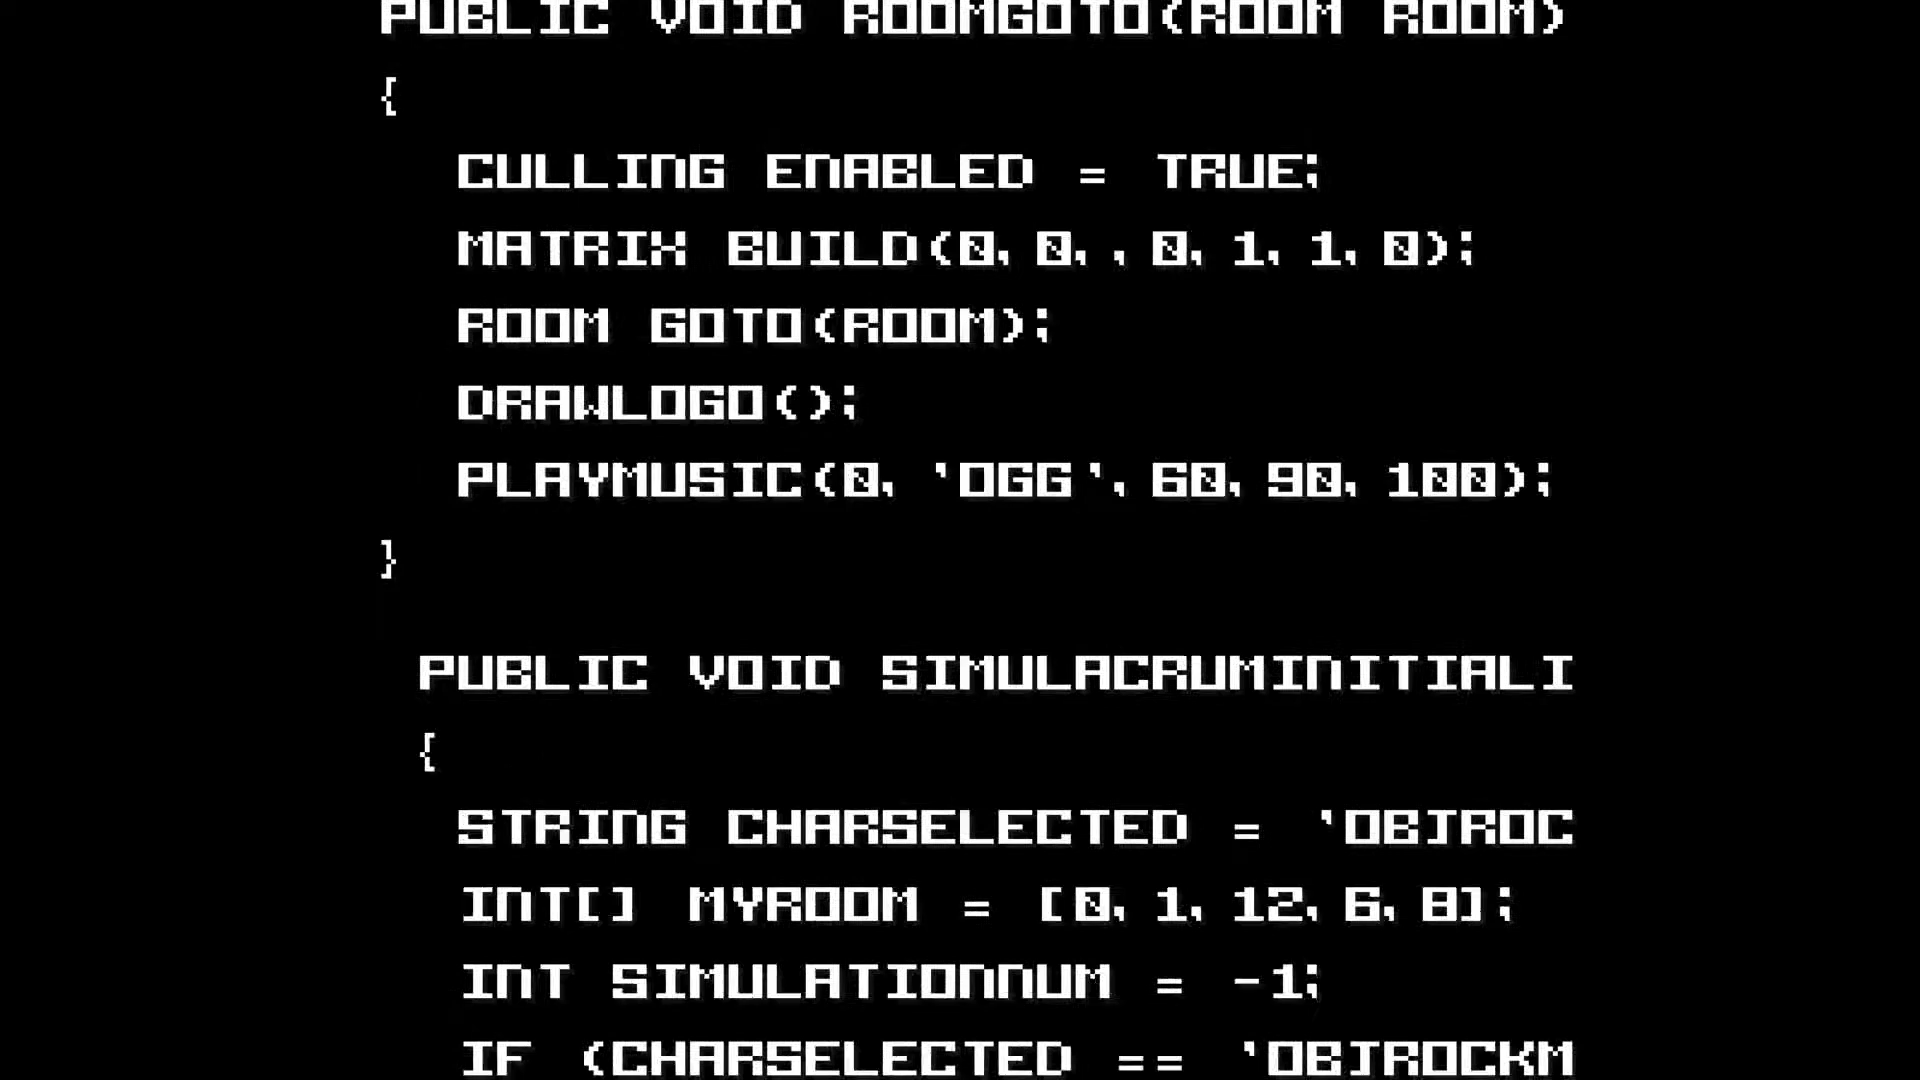 PUBLIC VOID ROOMGOTO(ROOM ROOM)
{
CULLING ENABLED = TRUE;
MATRIX BUILD(0, 0, , 0, 1, 1, 0);
ROOM GOTO(ROOM);
DRAWLOGO();
PLAYMUSIC(0, 'OGG', 60, 90, 100);
}
PUBLIC VOID SIMULACRUMINITIALI
{
STRING CHARSELECTED = 'OBJROC
INT[] MYROOM = [0, 1, 12, 6, 8];
INT SIMULATIONNUM = -1;
IF (CHARSELECTED == 'OBJROCKM